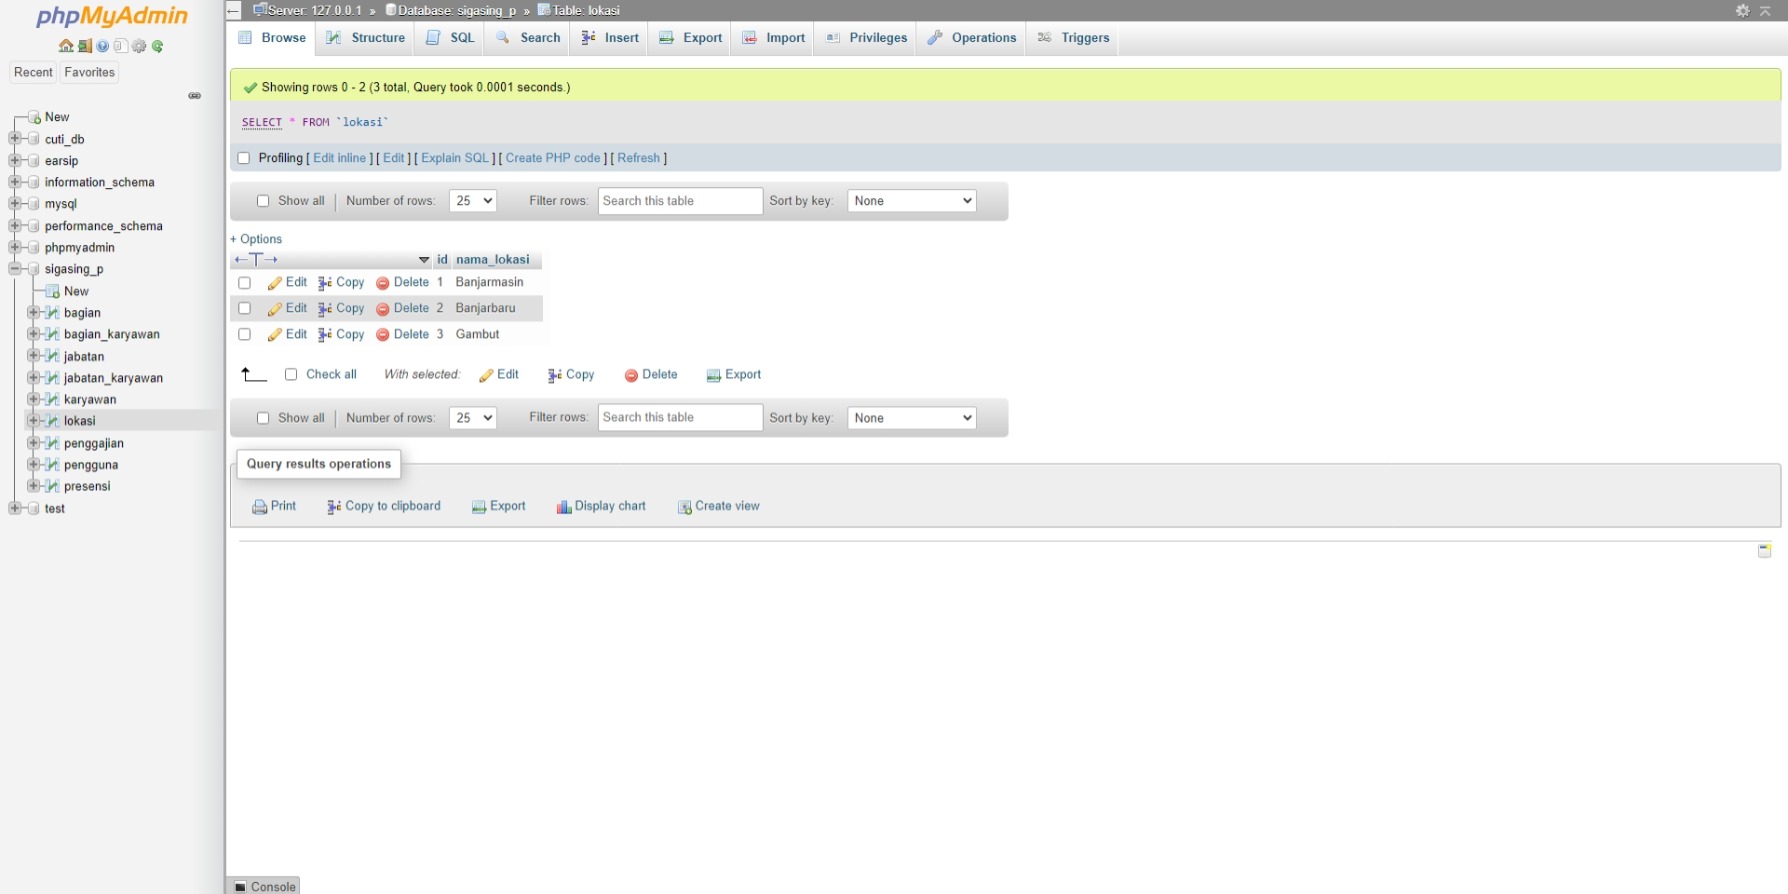 phpMyAdmin
Recent Favorites
New
cuti_db
earsip
information_schema
mysql
performance_schema
phpmyadmin
sigasing_p
New
bagian
bagian_karyawan
jabatan
jabatan_karyawan
karyawan
lokasi
penggajian
pengguna
presensi
test
Server: 127.0.0.1 » Database: sigasing_p » Table: lokasi
Browse Structure SQL Search Insert Export Import Privileges Operations Triggers
Showing rows 0 - 2 (3 total, Query took 0.0001 seconds.)
SELECT * FROM `lokasi`
Profiling [ Edit inline ] [ Edit ] [ Explain SQL ] [ Create PHP code ] [ Refresh ]
Show all Number of rows: 25 Filter rows: Search this table Sort by key: None
+ Options
←T→ id nama_lokasi
Edit Copy Delete 1 Banjarmasin
Edit Copy Delete 2 Banjarbaru
Edit Copy Delete 3 Gambut
Check all With selected: Edit Copy Delete Export
Show all Number of rows: 25 Filter rows: Search this table Sort by key: None
Query results operations
Print Copy to clipboard Export Display chart Create view
Console